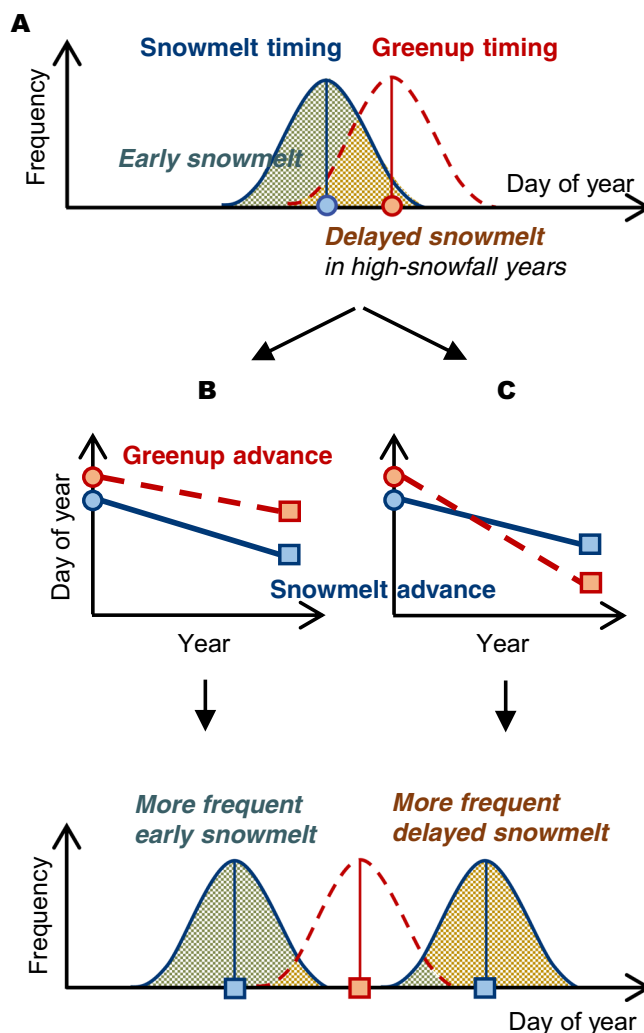 A
Snowmelt timing Greenup timing
Frequency
Early snowmelt
Day of year
Delayed snowmelt
in high-snowfall years
B C
Greenup advance
Day of year
Snowmelt advance
Year Year
More frequent
early snowmelt
More frequent
delayed snowmelt
Frequency
Day of year